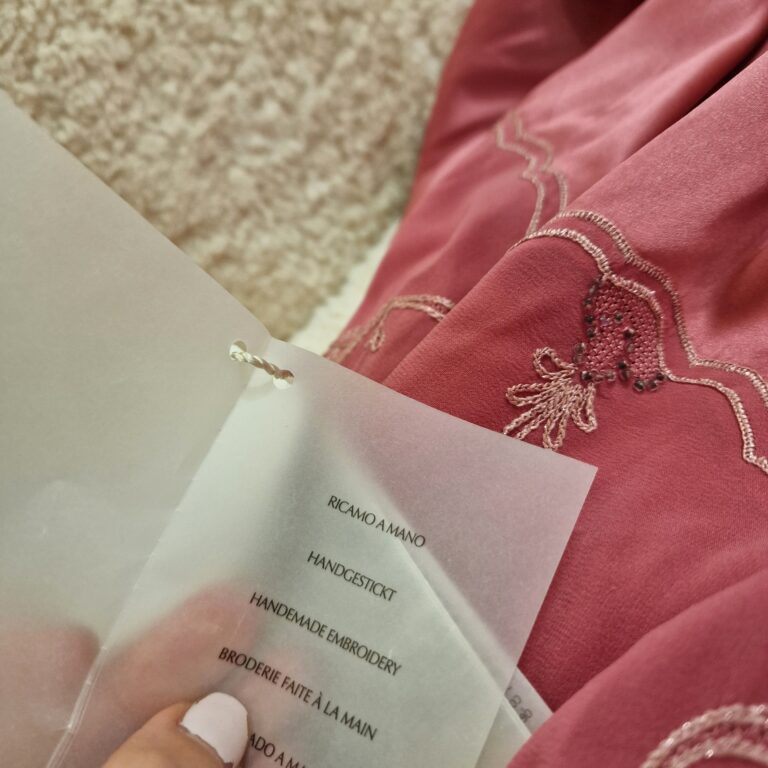 RICAMO A MANO
HANDGESTICKT
HANDEMADE EMBROIDERY
BRODERIE FAITE À LA MAIN